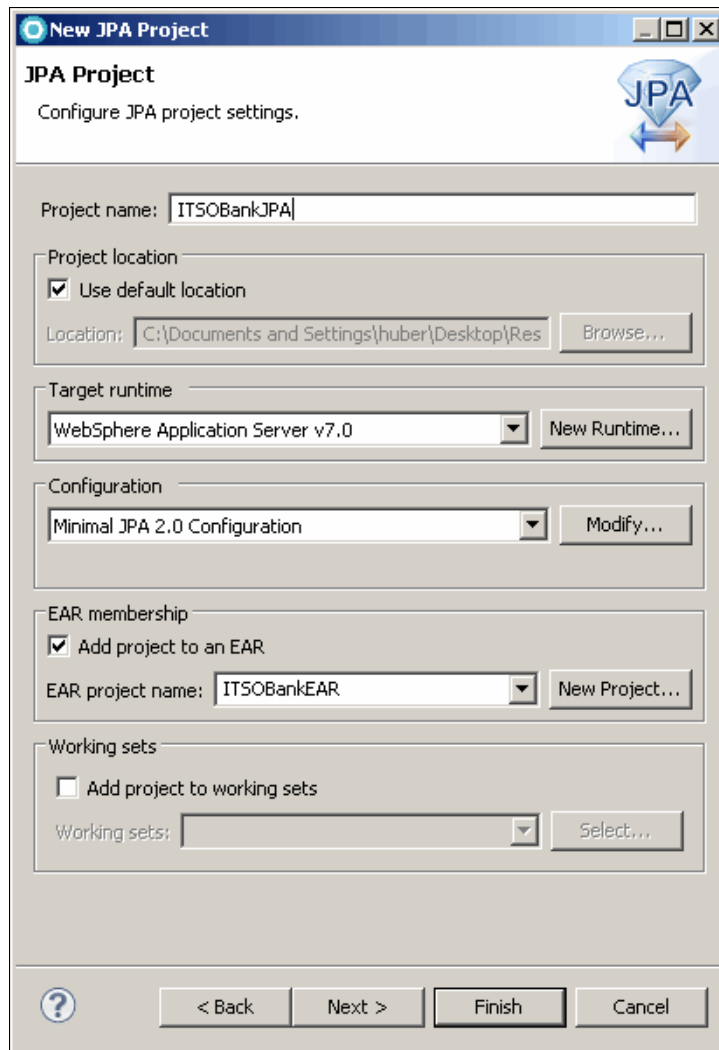 New JPA Project
JPA Project
Configure JPA project settings.
JPA
Project name: ITSOBankJPA
Project location
Use default location
Location: C:\Documents and Settings\huber\Desktop\Res Browse...
Target runtime
WebSphere Application Server v7.0 New Runtime...
Configuration
Minimal JPA 2.0 Configuration Modify...
EAR membership
Add project to an EAR
EAR project name: ITSOBankEAR New Project...
Working sets
Add project to working sets
Working sets: Select...
? < Back Next > Finish Cancel